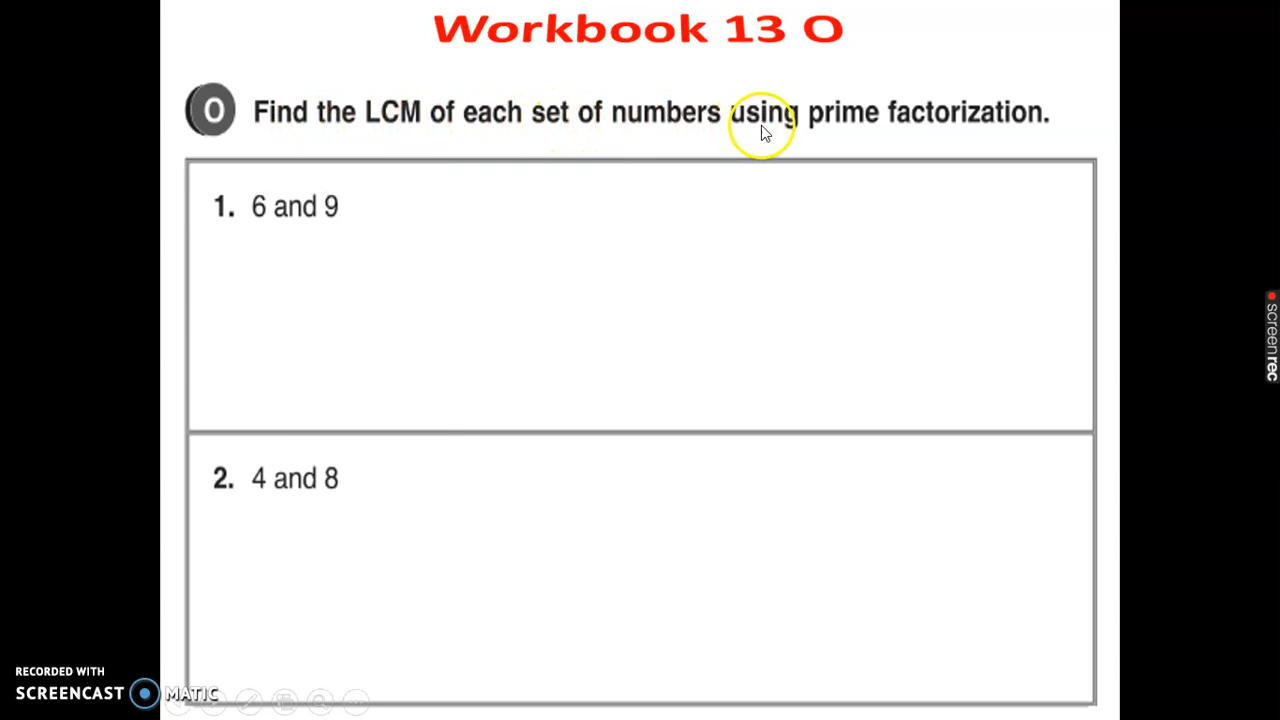 Workbook 13 O
O Find the LCM of each set of numbers using prime factorization.
1. 6 and 9
2. 4 and 8
screenrec
RECORDED WITH
SCREENCAST MATIC